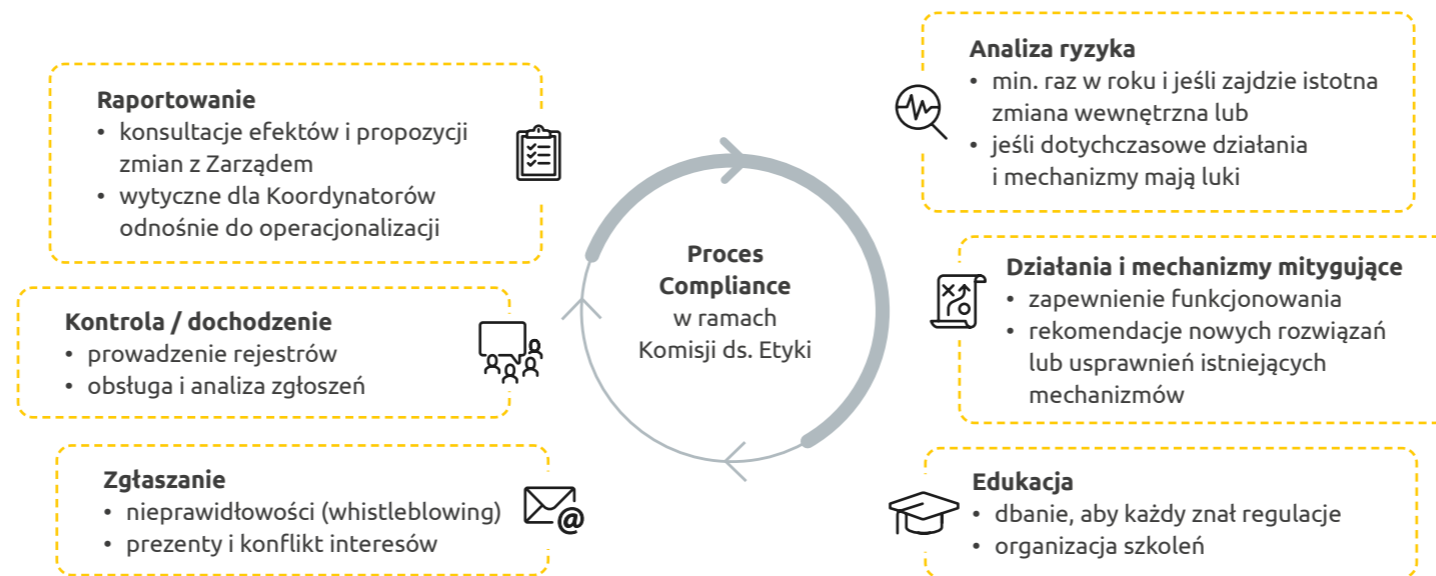 Raportowanie
• konsultacje efektów i propozycji
zmian z Zarządem
• wytyczne dla Koordynatorów
odnośnie do operacjonalizacji
Kontrola / dochodzenie
• prowadzenie rejestrów
• obsługa i analiza zgłoszeń
Zgłaszanie
• nieprawidłowości (whistleblowing)
• prezenty i konflikt interesów
Proces
Compliance
w ramach
Komisji ds. Etyki
Analiza ryzyka
• min. raz w roku i jeśli zajdzie istotna
zmiana wewnętrzna lub
• jeśli dotychczasowe działania
i mechanizmy mają luki
Działania i mechanizmy mitygujące
• zapewnienie funkcjonowania
• rekomendacje nowych rozwiązań
lub usprawnień istniejących
mechanizmów
Edukacja
• dbanie, aby każdy znał regulacje
• organizacja szkoleń